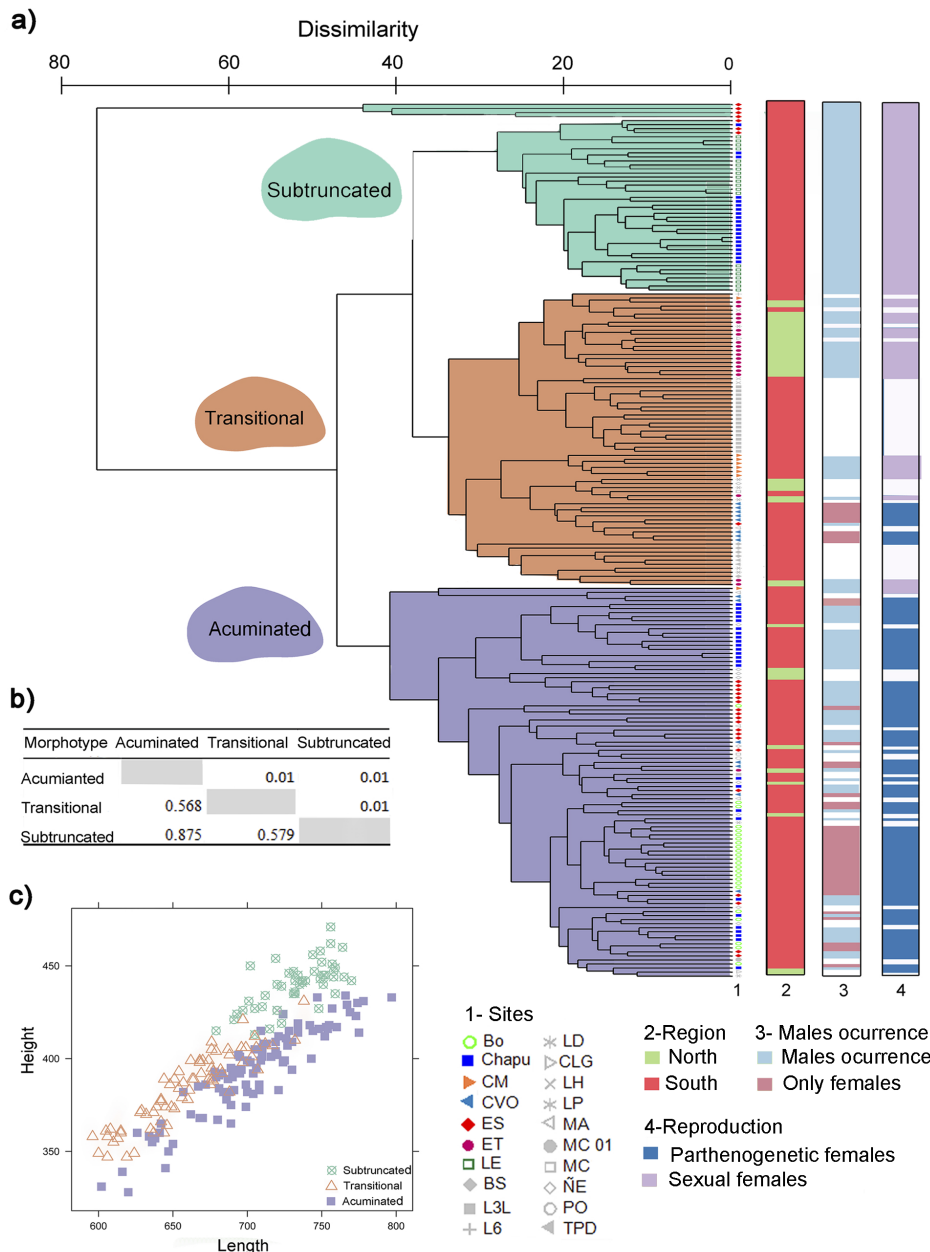 a)
Dissimilarity
80 60 40 20 0
Subtruncated
Transitional
Acuminated
b)
Morphotype Acuminated Transitional Subtruncated
Acumianted 0.01 0.01
Transitional 0.568 0.01
Subtruncated 0.875 0.579
1 2 3 4
c)
Height
450
400
350
Subtruncated
Transitional
Acuminated
600 650 700 750 800
Length
1- Sites
Bo
Chapu
CM
CVO
ES
ET
LE
BS
L3L
L6
LD
CLG
LH
LP
MA
MC 01
MC
ÑE
PO
TPD
2-Region
North
South
3- Males ocurrence
Males ocurrence
Only females
4-Reproduction
Parthenogenetic females
Sexual females